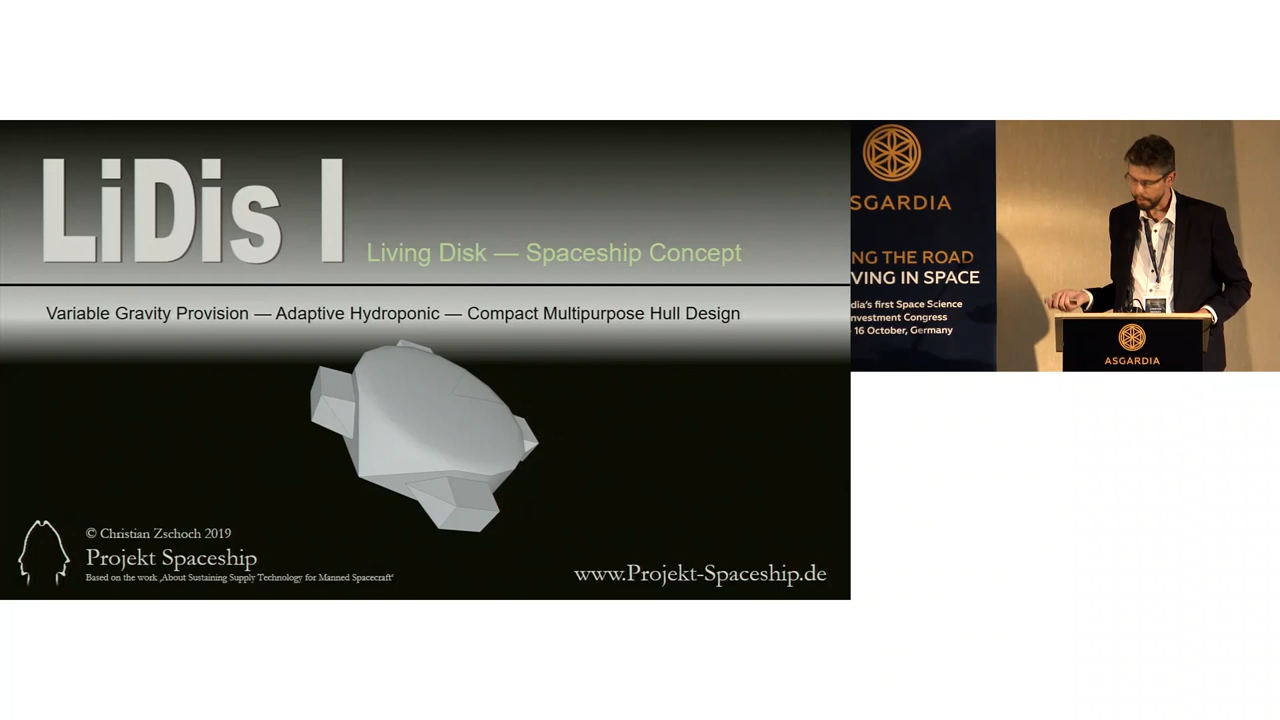 LiDis I
Living Disk — Spaceship Concept
Variable Gravity Provision — Adaptive Hydroponic — Compact Multipurpose Hull Design
© Christian Zschoch 2019
Projekt Spaceship
Based on the work ‚About Sustaining Supply Technology for Manned Spacecraft'
www.Projekt-Spaceship.de
SGARDIA
NG THE ROAD
VING IN SPACE
dia's first Space Science
nvestment Congress
16 October, Germany
ASGARDIA